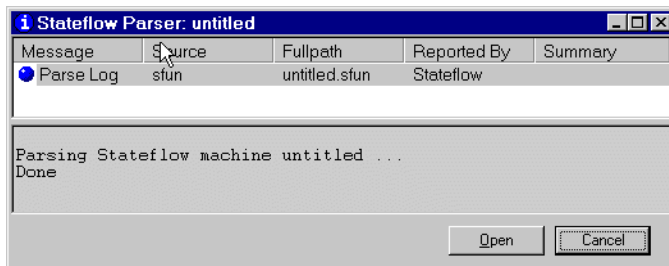 Stateflow Parser: untitled
Message Source Fullpath Reported By Summary
Parse Log sfun untitled.sfun Stateflow
Parsing Stateflow machine untitled ...
Done
Open Cancel